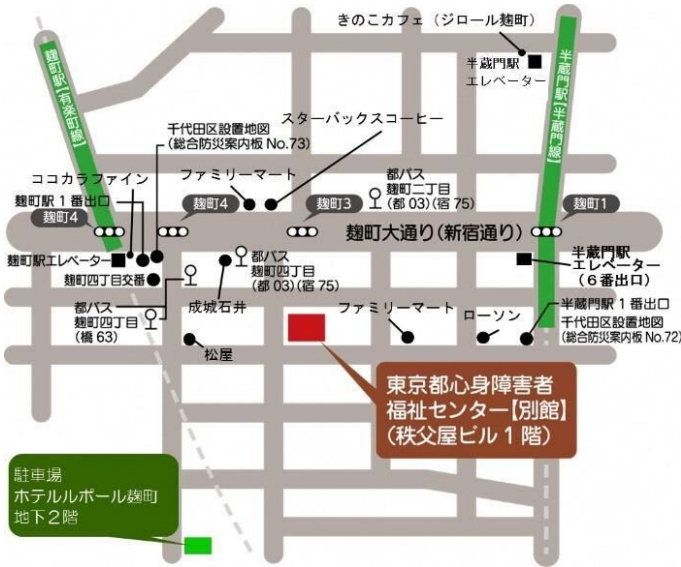 きのこカフェ（ジロール麹町）
半蔵門駅
エレベーター
麹町駅【有楽町線】
半蔵門駅【半蔵門線】
千代田区設置地図
（総合防災案内板 No.73）
スターバックスコーヒー
ココカラファイン
ファミリーマート
都バス
麹町二丁目
（都 03）（宿 75）
麹町駅 1 番出口
麹町4
麹町4
麹町3
麹町1
麹町大通り（新宿通り）
麹町駅エレベーター
麹町四丁目交番
都バス
麹町四丁目
（都 03）（宿 75）
半蔵門駅
エレベーター
（６番出口）
都バス
麹町四丁目
（橋 63）
成城石井
ファミリーマート
ローソン
半蔵門駅 1 番出口
千代田区設置地図
（総合防災案内板 No.72）
松屋
東京都心身障害者
福祉センター【別館】
（秩父屋ビル 1 階）
駐車場
ホテルルポール麹町
地下２階